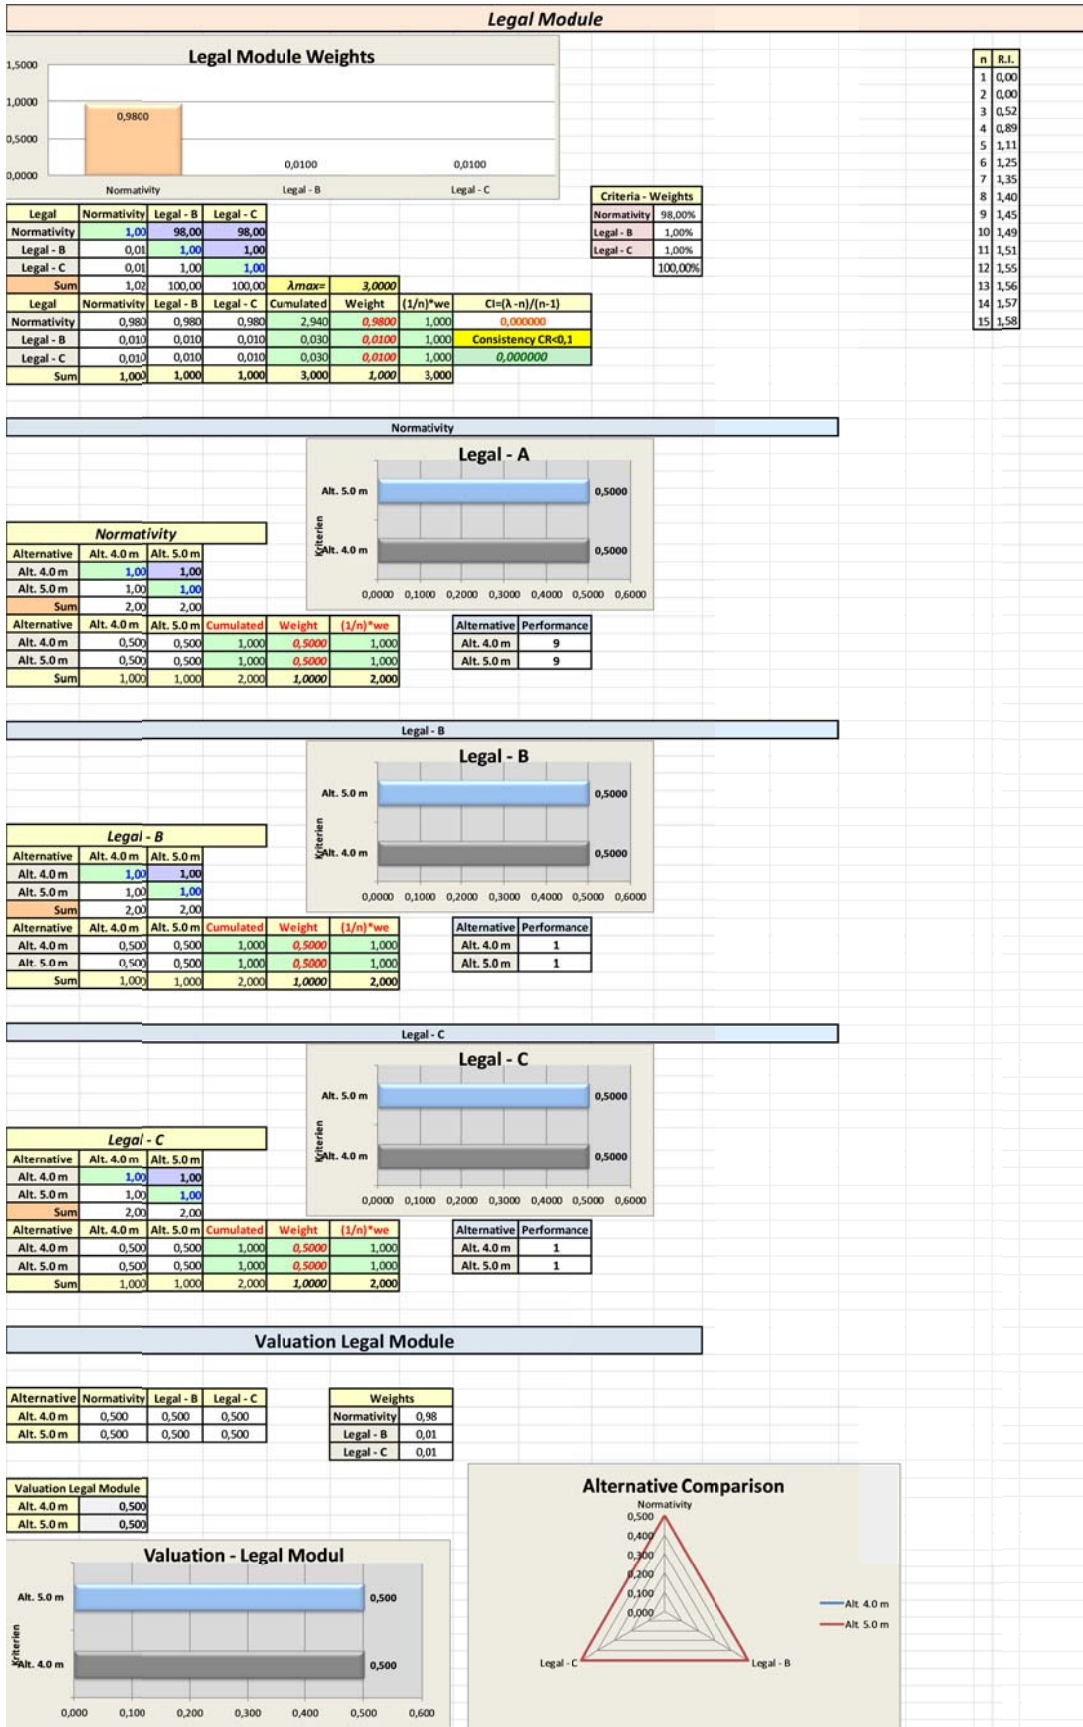 Legal Module
Legal Module Weights
1,5000
1,0000
0,5000
0,0000
0,9800
0,0100
0,0100
Normativity Legal - B Legal - C
n R.I.
1 0,00
2 0,00
3 0,52
4 0,89
5 1,11
6 1,25
7 1,35
8 1,40
9 1,45
10 1,49
11 1,51
12 1,55
13 1,56
14 1,57
15 1,58
Criteria - Weights
Normativity 98,00%
Legal - B 1,00%
Legal - C 1,00%
100,00%
Legal Normativity Legal - B Legal - C
Normativity 1,00 98,00 98,00
Legal - B 0,01 1,00 1,00
Legal - C 0,01 1,00 1,00
Sum 1,02 100,00 100,00 λmax= 3,0000
Legal Normativity Legal - B Legal - C Cumulated Weight (1/n)*we CI=(λ-n)/(n-1)
Normativity 0,980 0,980 0,980 2,940 0,9800 1,000 0,000000
Legal - B 0,010 0,010 0,010 0,030 0,0100 1,000 Consistency CR<0,1
Legal - C 0,010 0,010 0,010 0,030 0,0100 1,000 0,000000
Sum 1,000 1,000 1,000 3,000 1,000 3,000
Normativity
Legal - A
Alt. 5.0 m 0,5000
Kriterien
Alt. 4.0 m 0,5000
0,0000 0,1000 0,2000 0,3000 0,4000 0,5000 0,6000
Normativity
Alternative Alt. 4.0 m Alt. 5.0 m
Alt. 4.0 m 1,00 1,00
Alt. 5.0 m 1,00 1,00
Sum 2,00 2,00
Alternative Alt. 4.0 m Alt. 5.0 m Cumulated Weight (1/n)*we Alternative Performance
Alt. 4.0 m 0,500 0,500 1,000 0,5000 1,000 Alt. 4.0 m 9
Alt. 5.0 m 0,500 0,500 1,000 0,5000 1,000 Alt. 5.0 m 9
Sum 1,000 1,000 2,000 1,0000 2,000
Legal - B
Legal - B
Alt. 5.0 m 0,5000
Kriterien
Alt. 4.0 m 0,5000
0,0000 0,1000 0,2000 0,3000 0,4000 0,5000 0,6000
Legal - B
Alternative Alt. 4.0 m Alt. 5.0 m
Alt. 4.0 m 1,00 1,00
Alt. 5.0 m 1,00 1,00
Sum 2,00 2,00
Alternative Alt. 4.0 m Alt. 5.0 m Cumulated Weight (1/n)*we Alternative Performance
Alt. 4.0 m 0,500 0,500 1,000 0,5000 1,000 Alt. 4.0 m 1
Alt. 5.0 m 0,500 0,500 1,000 0,5000 1,000 Alt. 5.0 m 1
Sum 1,000 1,000 2,000 1,0000 2,000
Legal - C
Legal - C
Alt. 5.0 m 0,5000
Kriterien
Alt. 4.0 m 0,5000
0,0000 0,1000 0,2000 0,3000 0,4000 0,5000 0,6000
Legal - C
Alternative Alt. 4.0 m Alt. 5.0 m
Alt. 4.0 m 1,00 1,00
Alt. 5.0 m 1,00 1,00
Sum 2,00 2,00
Alternative Alt. 4.0 m Alt. 5.0 m Cumulated Weight (1/n)*we Alternative Performance
Alt. 4.0 m 0,500 0,500 1,000 0,5000 1,000 Alt. 4.0 m 1
Alt. 5.0 m 0,500 0,500 1,000 0,5000 1,000 Alt. 5.0 m 1
Sum 1,000 1,000 2,000 1,0000 2,000
Valuation Legal Module
Alternative Normativity Legal - B Legal - C
Alt. 4.0 m 0,500 0,500 0,500
Alt. 5.0 m 0,500 0,500 0,500
Weights
Normativity 0,98
Legal - B 0,01
Legal - C 0,01
Valuation Legal Module
Alt. 4.0 m 0,500
Alt. 5.0 m 0,500
Valuation - Legal Modul
Alt. 5.0 m 0,500
Kriterien
Alt. 4.0 m 0,500
0,000 0,100 0,200 0,300 0,400 0,500 0,600
Alternative Comparison
Normativity
0,500
0,400
0,300
0,200
0,100
0,000
Alt 4.0 m
Alt 5.0 m
Legal - C Legal - B